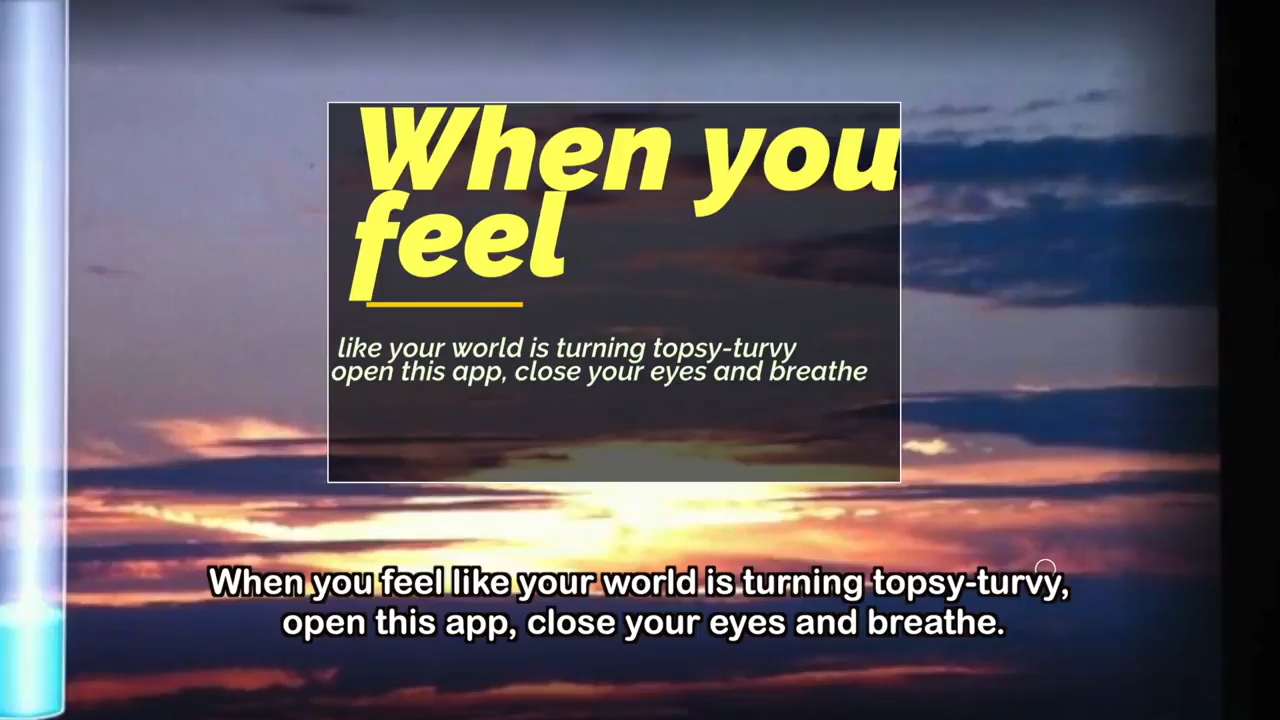 When you
feel
like your world is turning topsy-turvy
open this app, close your eyes and breathe
When you feel like your world is turning topsy-turvy,
open this app, close your eyes and breathe.